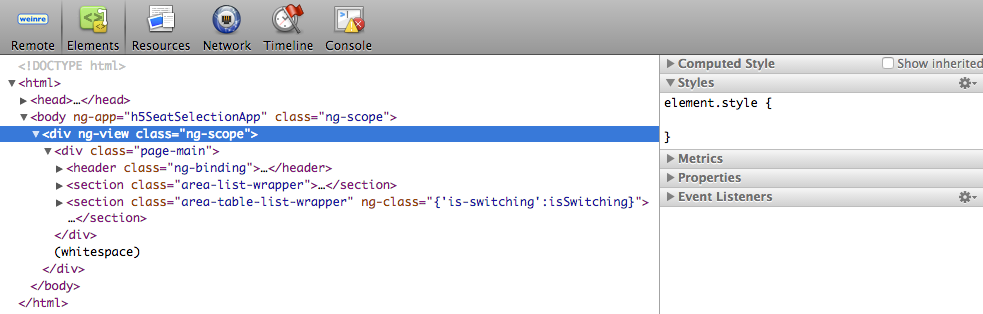 weinre
Remote
Elements
Resources
Network
Timeline
Console
<!DOCTYPE html>
<html>
<head>…</head>
<body ng-app="h5SeatSelectionApp" class="ng-scope">
<div ng-view class="ng-scope">
<div class="page-main">
<header class="ng-binding">…</header>
<section class="area-list-wrapper">…</section>
<section class="area-table-list-wrapper" ng-class="{'is-switching':isSwitching}">
…</section>
</div>
(whitespace)
</div>
</body>
</html>
Computed Style
Show inherited
Styles
element.style {
}
Metrics
Properties
Event Listeners